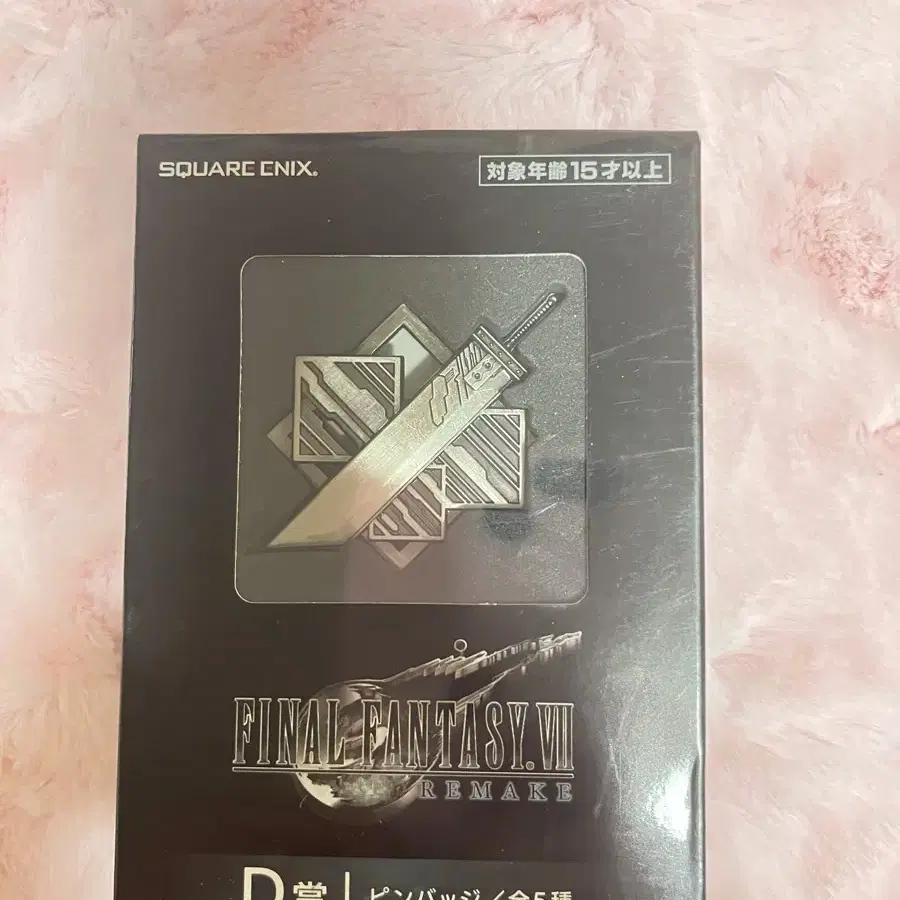 SQUARE ENIX®
対象年齢15才以上
FINAL FANTASY® VII
REMAKE
D賞 ピンバッジ/全5種